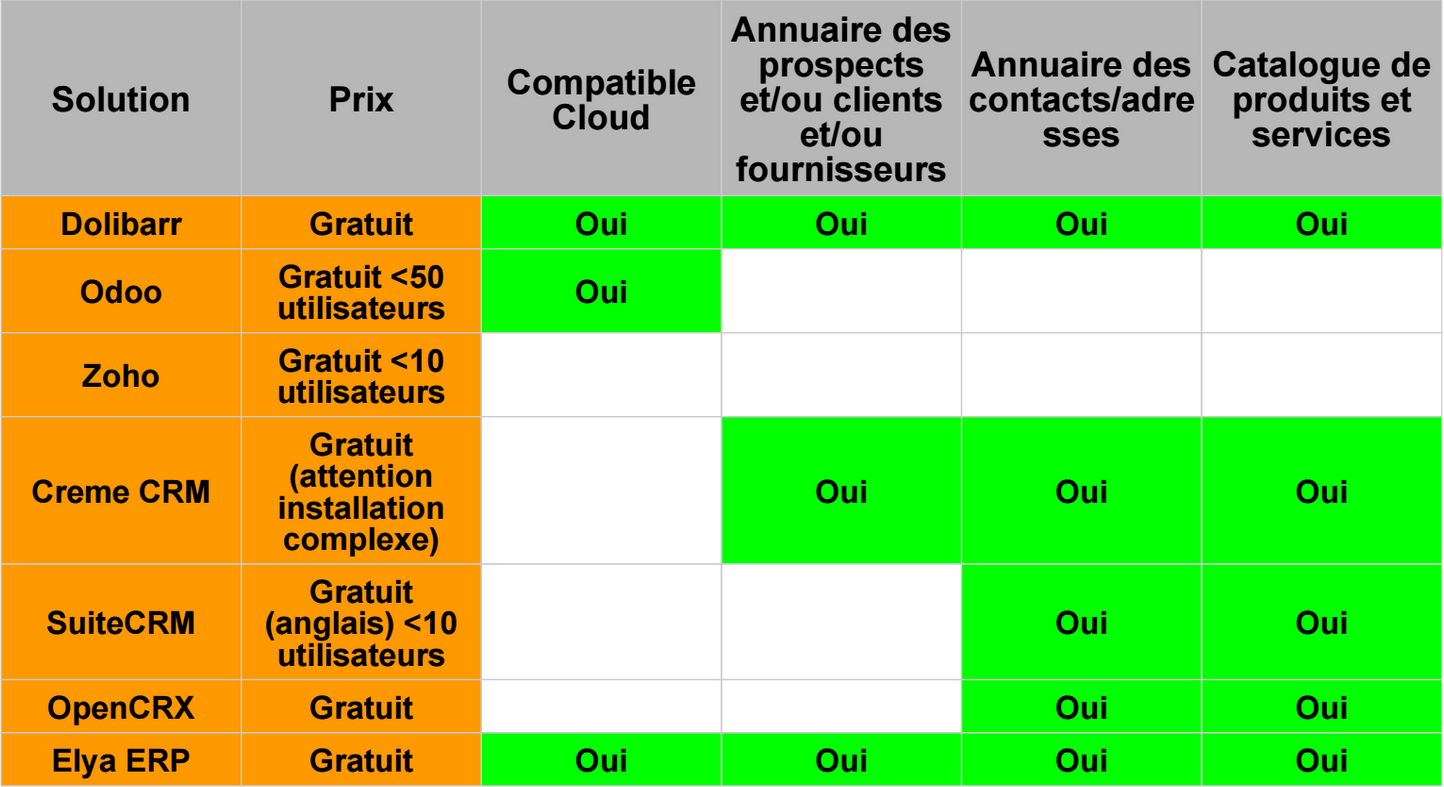 Solution
Prix
Compatible
Cloud
Annuaire des
prospects
et/ou clients
et/ou
fournisseurs
Annuaire des
contacts/adre
sses
Catalogue de
produits et
services
Dolibarr
Gratuit
Oui
Oui
Oui
Oui
Odoo
Gratuit <50
utilisateurs
Oui
Zoho
Gratuit <10
utilisateurs
Creme CRM
Gratuit
(attention
installation
complexe)
Oui
Oui
Oui
SuiteCRM
Gratuit
(anglais) <10
utilisateurs
Oui
Oui
OpenCRX
Gratuit
Oui
Oui
Elya ERP
Gratuit
Oui
Oui
Oui
Oui